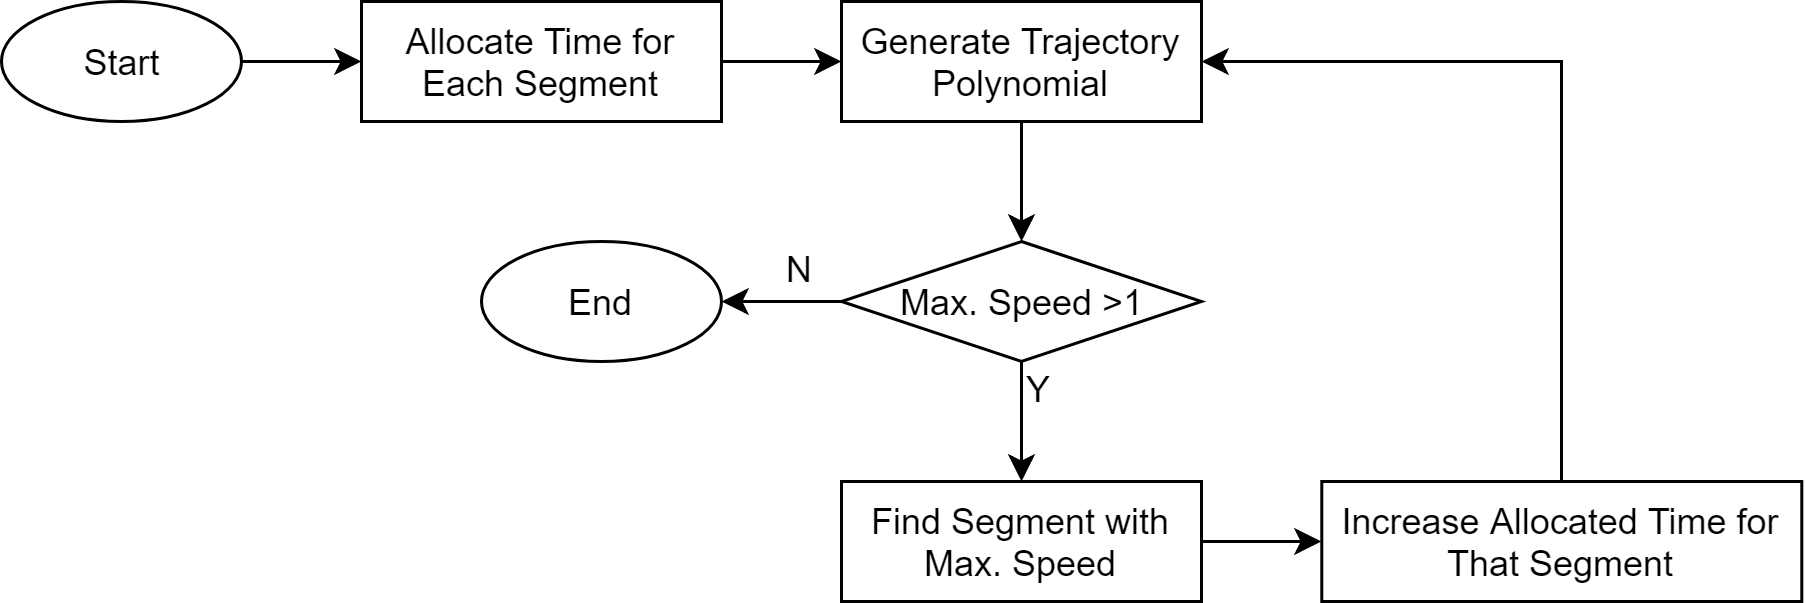 Start
Allocate Time for
Each Segment
Generate Trajectory
Polynomial
N
End
Max. Speed >1
Y
Find Segment with
Max. Speed
Increase Allocated Time for
That Segment